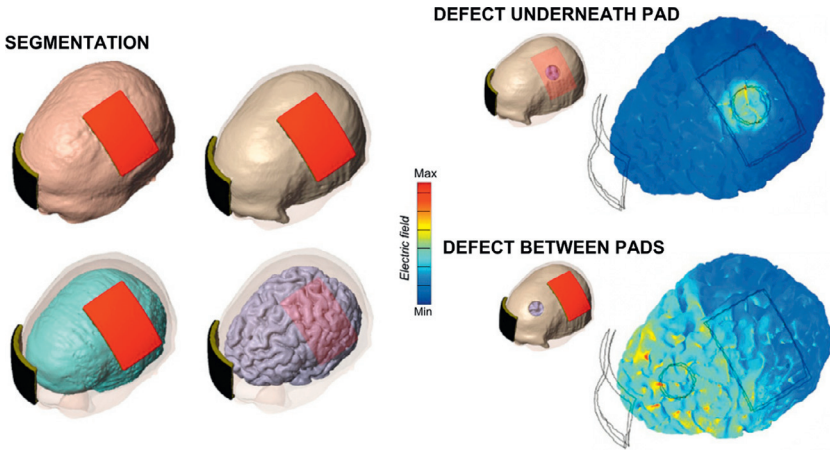 SEGMENTATION
DEFECT UNDERNEATH PAD
Max
Electric field
Min
DEFECT BETWEEN PADS